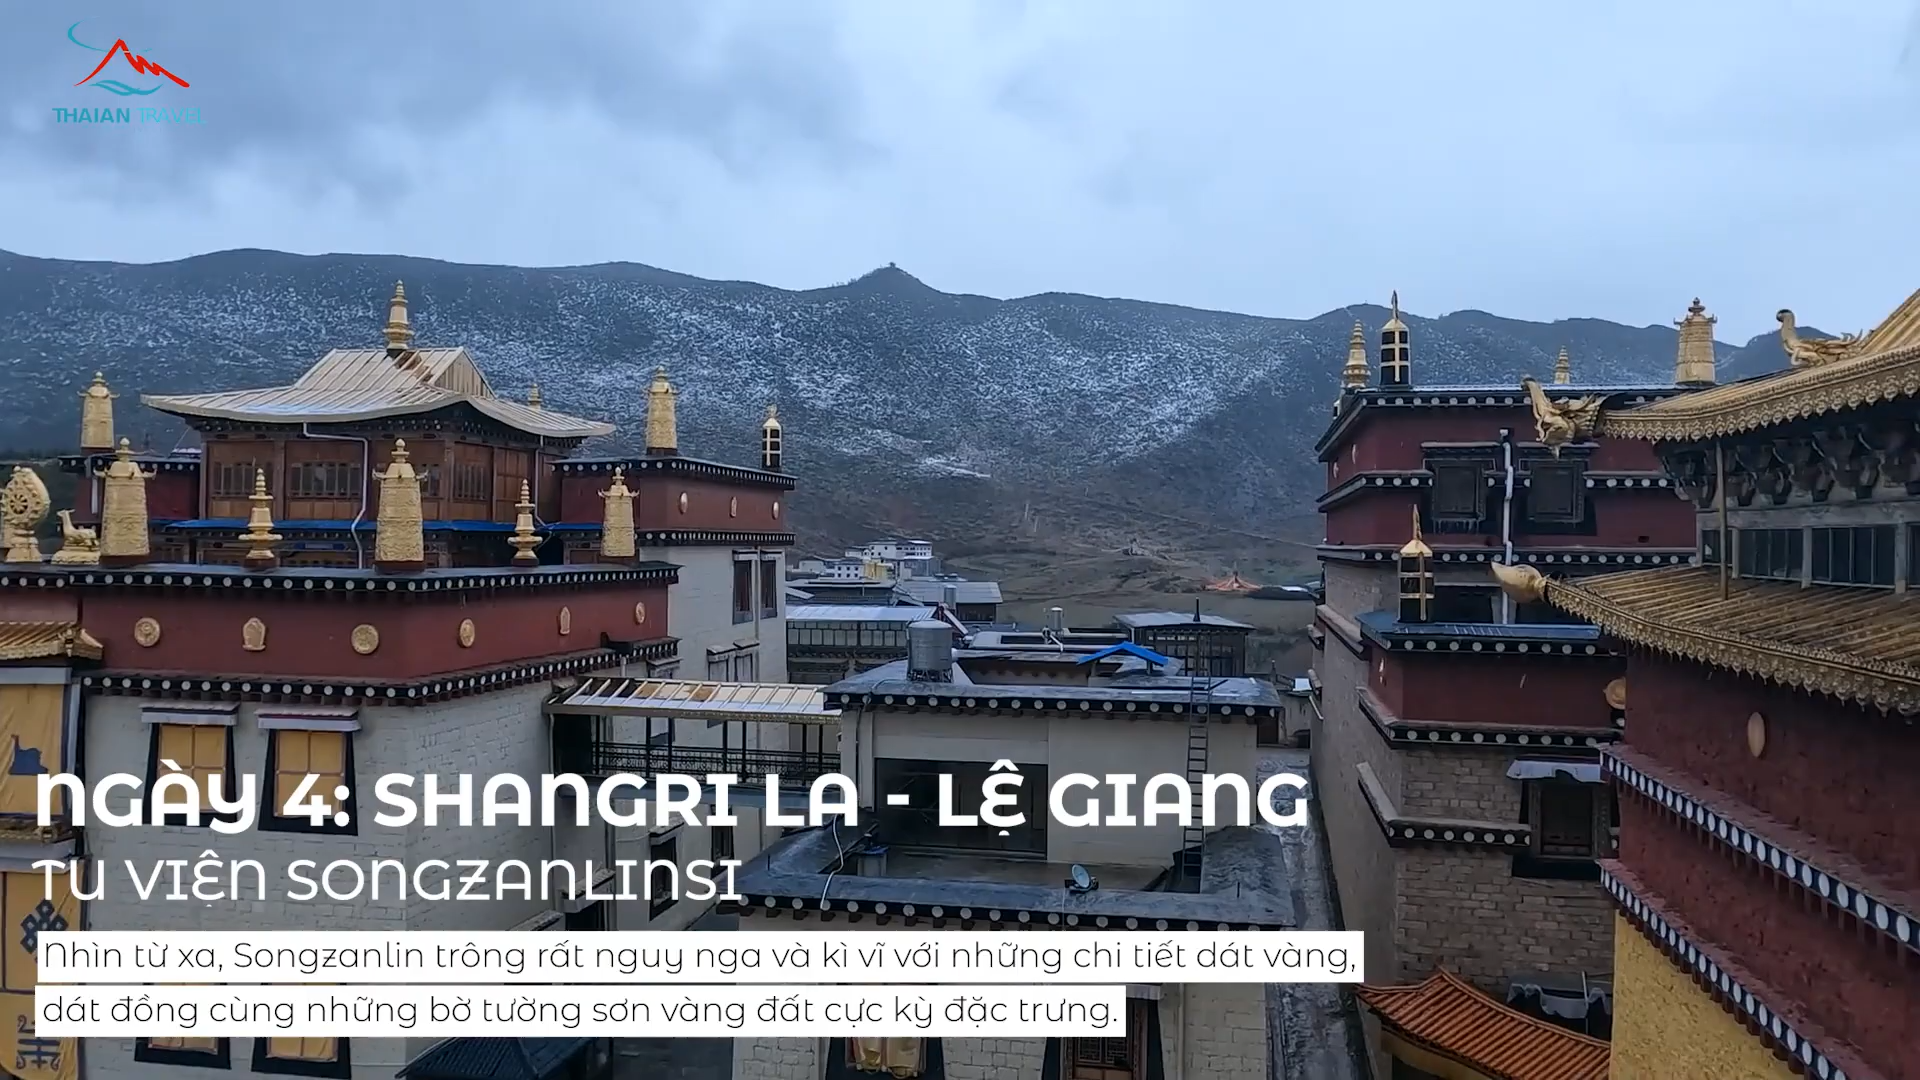 THAIAN TRAVEL
NGÀY 4: SHANGRI LA - LỆ GIANG
TU VIỆN SONGZANLINSI
Nhìn từ xa, Songzanlin trông rất nguy nga và kì vĩ với những chi tiết dát vàng,
dát đồng cùng những bờ tường sơn vàng đất cực kỳ đặc trưng.